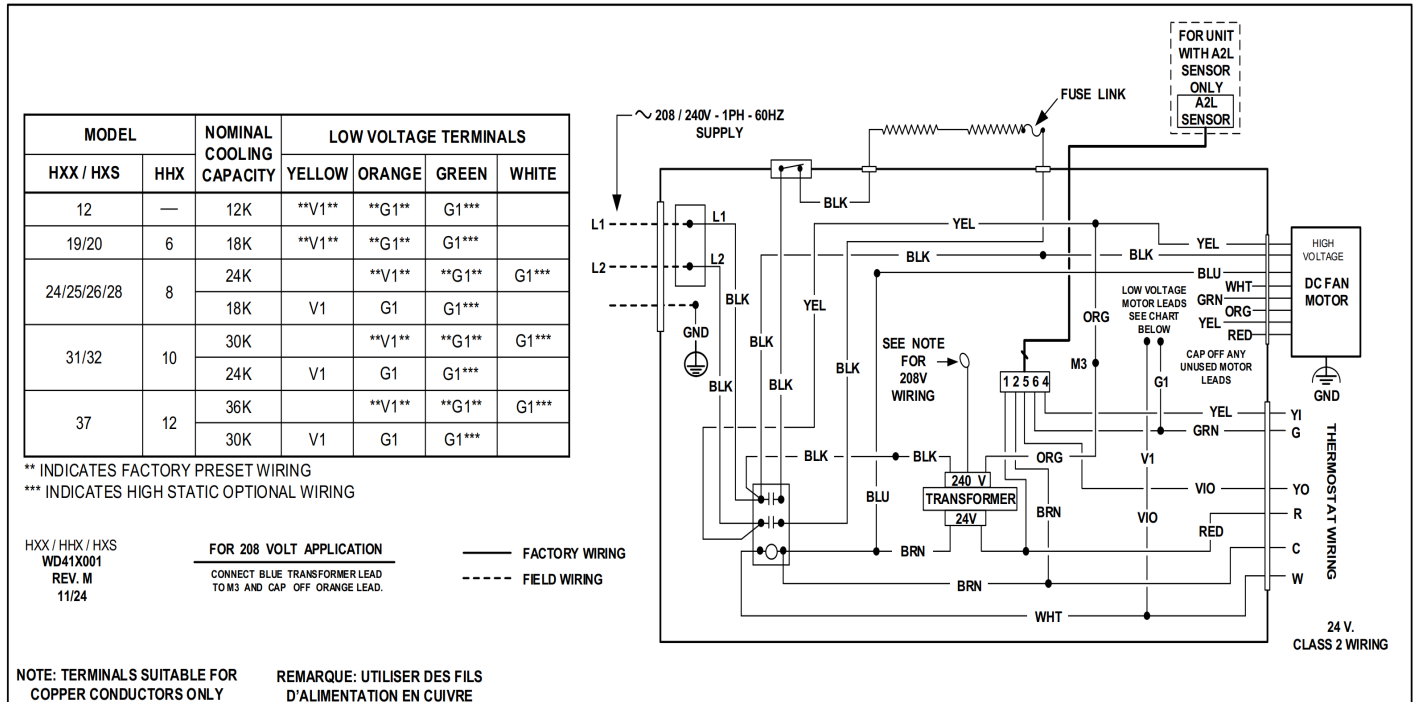 MODEL
NOMINAL COOLING CAPACITY
LOW VOLTAGE TERMINALS
HXX / HXS HHX YELLOW ORANGE GREEN WHITE
12 — 12K **V1** **G1** G1***
19/20 6 18K **V1** **G1** G1***
24/25/26/28 8 24K **V1** **G1** G1***
18K V1 G1 G1***
31/32 10 30K **V1** **G1** G1***
24K V1 G1 G1***
37 12 36K **V1** **G1** G1***
30K V1 G1 G1***
** INDICATES FACTORY PRESET WIRING
*** INDICATES HIGH STATIC OPTIONAL WIRING
HXX / HHX / HXS
WD41X001
REV. M
11/24
FOR 208 VOLT APPLICATION
CONNECT BLUE TRANSFORMER LEAD
TO M3 AND CAP OFF ORANGE LEAD.
FACTORY WIRING
FIELD WIRING
NOTE: TERMINALS SUITABLE FOR
COPPER CONDUCTORS ONLY
REMARQUE: UTILISER DES FILS
D'ALIMENTATION EN CUIVRE
208 / 240V - 1PH - 60HZ
SUPPLY
FUSE LINK
FOR UNIT
WITH A2L
SENSOR
ONLY
A2L
SENSOR
L1
L1
L2
L2
GND
BLK
BLK
BLK
BLK
YEL
BLK
YEL
BLK
BLK
YEL
BLU
WHT
GRN
ORG
YEL
RED
HIGH
VOLTAGE
DC FAN
MOTOR
GND
LOW VOLTAGE
MOTOR LEADS
SEE CHART
BELOW
CAP OFF ANY
UNUSED MOTOR
LEADS
ORG
M3
G1
SEE NOTE
FOR
208V
WIRING
1 2 5 6 4
BLK
BLK
BLU
240 V
TRANSFORMER
24V
ORG
BRN
BRN
BRN
V1
VIO
WHT
YEL
GRN
VIO
RED
YI
G
YO
R
C
W
THERMOSTAT WIRING
24 V.
CLASS 2 WIRING